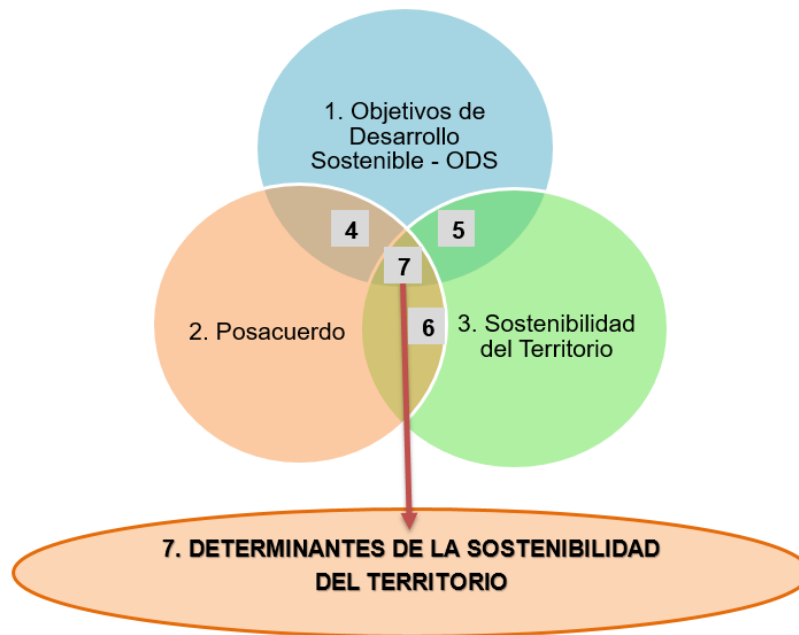 1. Objetivos de
Desarrollo
Sostenible - ODS
4
5
7
2. Posacuerdo
6
3. Sostenibilidad
del Territorio
7. DETERMINANTES DE LA SOSTENIBILIDAD
DEL TERRITORIO